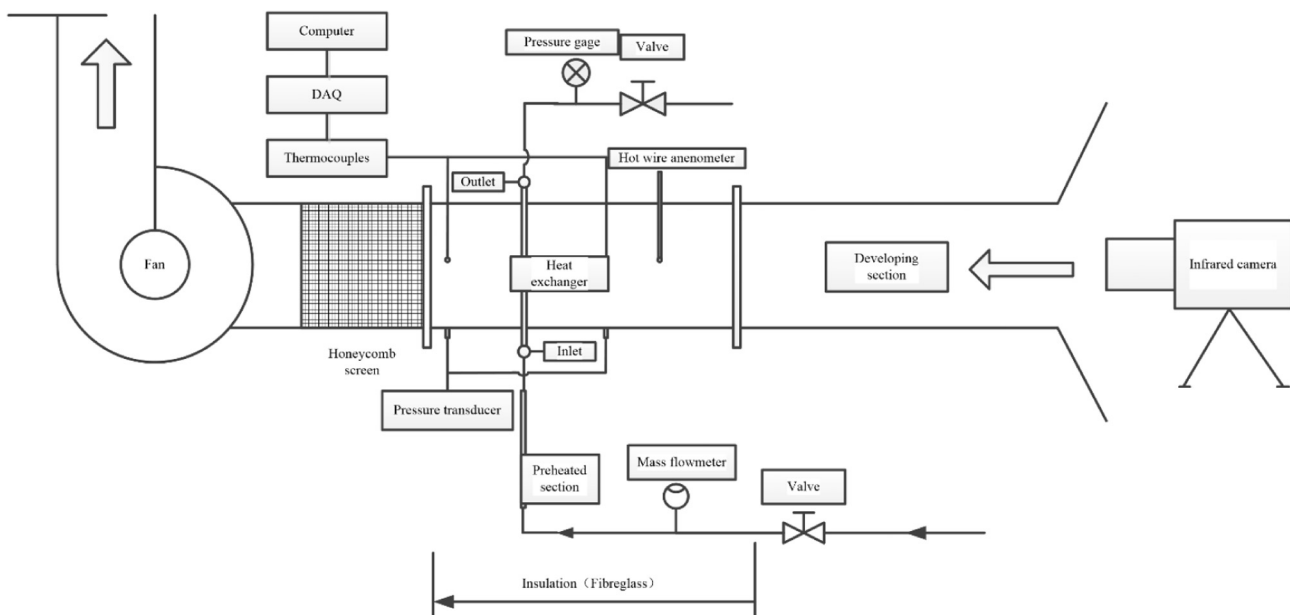 Computer
Pressure gage
Valve
DAQ
Thermocouples
Hot wire anenometer
Outlet
Fan
Heat
exchanger
Developing
section
Infrared camera
Honeycomb
screen
Inlet
Pressure transducer
Preheated
section
Mass flowmeter
Valve
Insulation（Fibreglass）